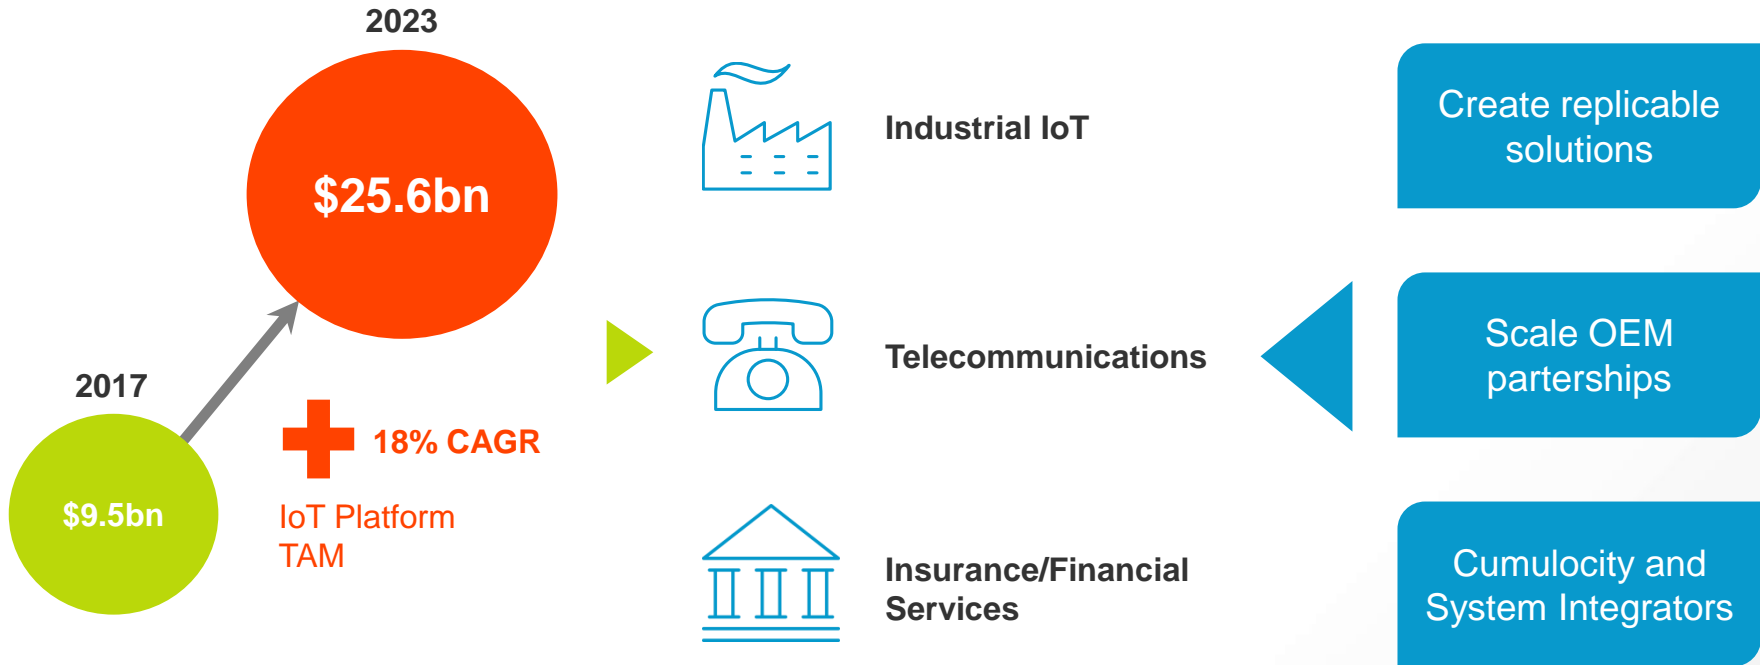 2023
$25.6bn
2017
$9.5bn
18% CAGR
IoT Platform
TAM
Industrial IoT
Telecommunications
Insurance/Financial
Services
Create replicable
solutions
Scale OEM
parterships
Cumulocity and
System Integrators